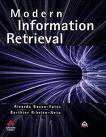 Modern
Information
Retrieval
Ricardo Baeza-Yates
Berthier Ribeiro-Neto